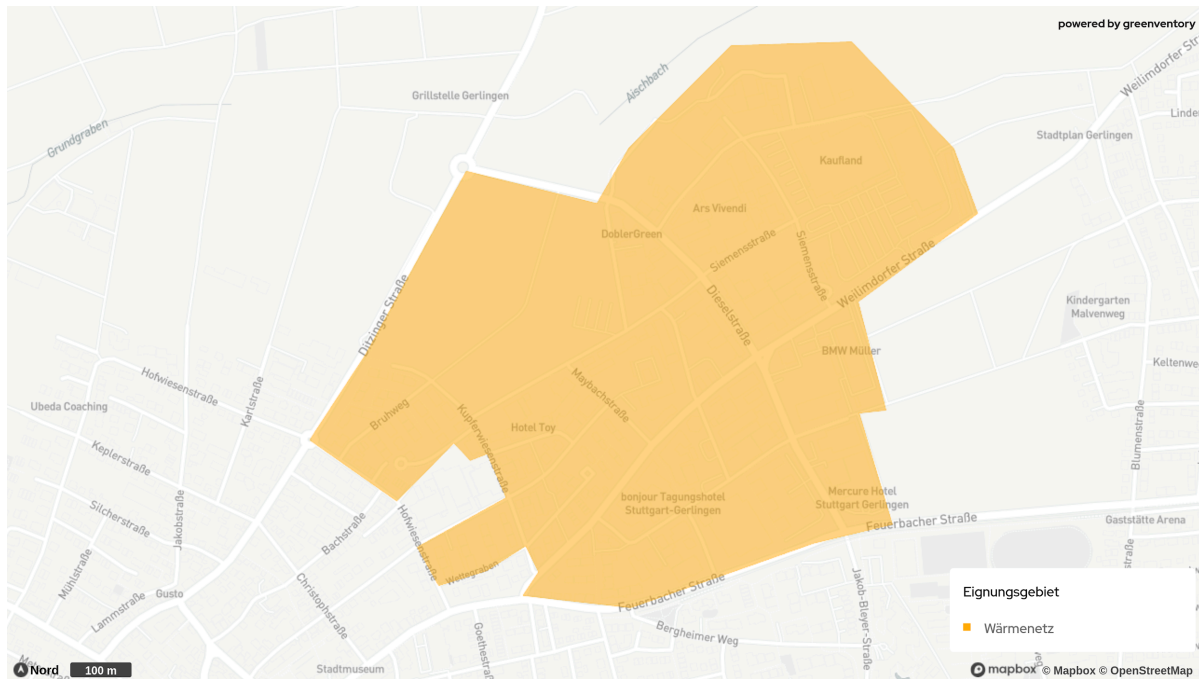 powered by greenventory
Weilimdorfer Str
Aischbach
Grillstelle Gerlingen
Grundgraben
Linde
Stadtplan Gerlingen
Kaufland
Ars Vivendi
DoblerGreen
Siemensstraße
Siemensstraße
Weilimdorfer Straße
Ditzinger Straße
Dieselstraße
Kindergarten
Malvenweg
BMW Müller
Keltenwe
Hofwiesenstraße
Karlstraße
Maybachstraße
Ubeda Coaching
Bruhweg
Kupferwiesenstraße
Hotel Toy
Blumenstraße
Keplerstraße
bonjour Tagungshotel
Stuttgart-Gerlingen
Mercure Hotel
Stuttgart Gerlingen
Silcherstraße
Jakobstraße
Bachstraße
Hofwiesenstraße
Feuerbacher Straße
Gaststätte Arena
Mühlstraße
Wettegraben
Lammstraße
Gusto
Christophstraße
Feuerbacher Straße
Jakob-Bleyer-Straße
Goethestraße
Bergheimer Weg
Stadtmuseum
Eignungsgebiet
Wärmenetz
Nord
100 m
mapbox
© Mapbox © OpenStreetMap